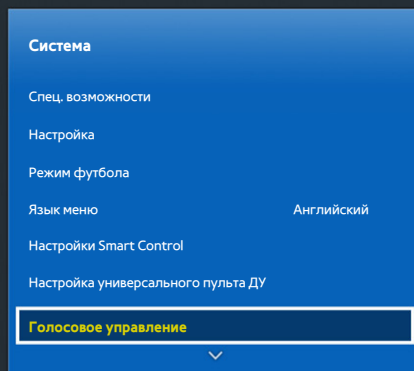 Система
Спец. возможности
Настройка
Режим футбола
Язык меню Английский
Настройки Smart Control
Настройка универсального пульта ДУ
Голосовое управление